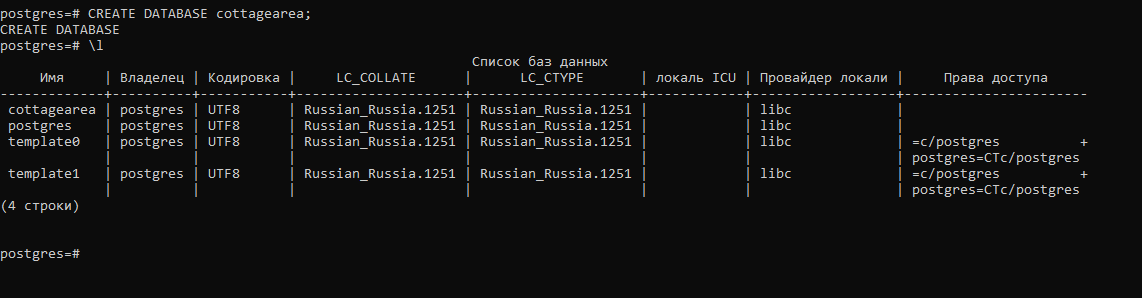 postgres=# CREATE DATABASE cottagearea;
CREATE DATABASE
postgres=# \l
Список баз данных
Имя | Владелец | Кодировка | LC_COLLATE | LC_CTYPE | локаль ICU | Провайдер локали | Права доступа
-------------+----------+-----------+---------------------+---------------------+------------+------------------+-----------------------
cottagearea | postgres | UTF8 | Russian_Russia.1251 | Russian_Russia.1251 | | libc |
postgres | postgres | UTF8 | Russian_Russia.1251 | Russian_Russia.1251 | | libc |
template0 | postgres | UTF8 | Russian_Russia.1251 | Russian_Russia.1251 | | libc | =c/postgres +
| | | | | | | postgres=CTc/postgres
template1 | postgres | UTF8 | Russian_Russia.1251 | Russian_Russia.1251 | | libc | =c/postgres +
| | | | | | | postgres=CTc/postgres
(4 строки)
postgres=#